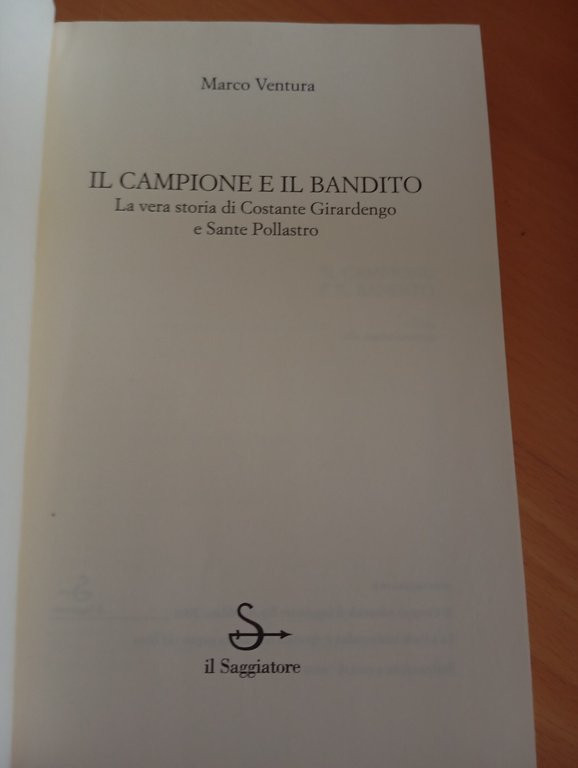 Marco Ventura
IL CAMPIONE E IL BANDITO
La vera storia di Costante Girardengo
e Sante Pollastro
S
il Saggiatore